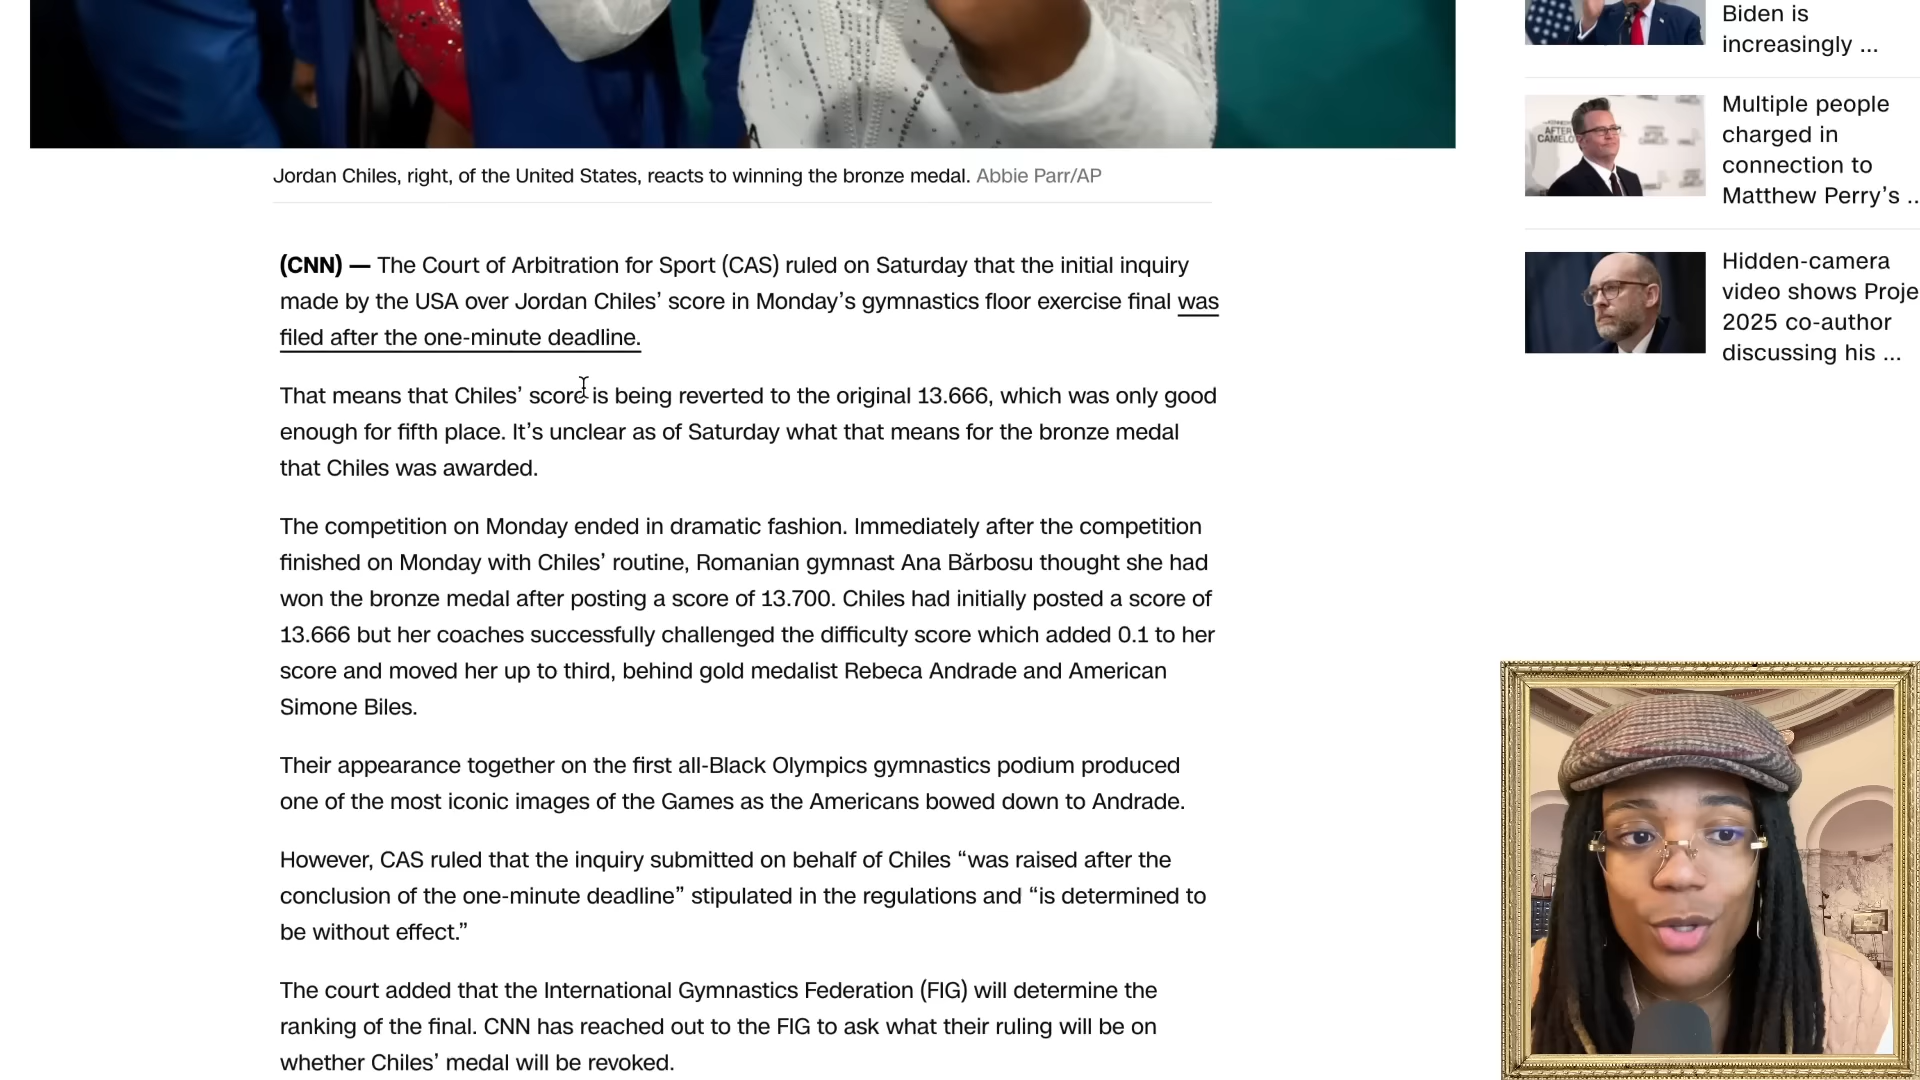 Jordan Chiles, right, of the United States, reacts to winning the bronze medal. Abbie Parr/AP
(CNN) — The Court of Arbitration for Sport (CAS) ruled on Saturday that the initial inquiry
made by the USA over Jordan Chiles’ score in Monday’s gymnastics floor exercise final was
filed after the one-minute deadline.
That means that Chiles’ score is being reverted to the original 13.666, which was only good
enough for fifth place. It’s unclear as of Saturday what that means for the bronze medal
that Chiles was awarded.
The competition on Monday ended in dramatic fashion. Immediately after the competition
finished on Monday with Chiles’ routine, Romanian gymnast Ana Bărbosu thought she had
won the bronze medal after posting a score of 13.700. Chiles had initially posted a score of
13.666 but her coaches successfully challenged the difficulty score which added 0.1 to her
score and moved her up to third, behind gold medalist Rebeca Andrade and American
Simone Biles.
Their appearance together on the first all-Black Olympics gymnastics podium produced
one of the most iconic images of the Games as the Americans bowed down to Andrade.
However, CAS ruled that the inquiry submitted on behalf of Chiles “was raised after the
conclusion of the one-minute deadline” stipulated in the regulations and “is determined to
be without effect.”
The court added that the International Gymnastics Federation (FIG) will determine the
ranking of the final. CNN has reached out to the FIG to ask what their ruling will be on
whether Chiles’ medal will be revoked.
Biden is
increasingly ...
Multiple people
charged in
connection to
Matthew Perry’s ..
AFTER
CAMELO
Hidden-camera
video shows Proje
2025 co-author
discussing his ...